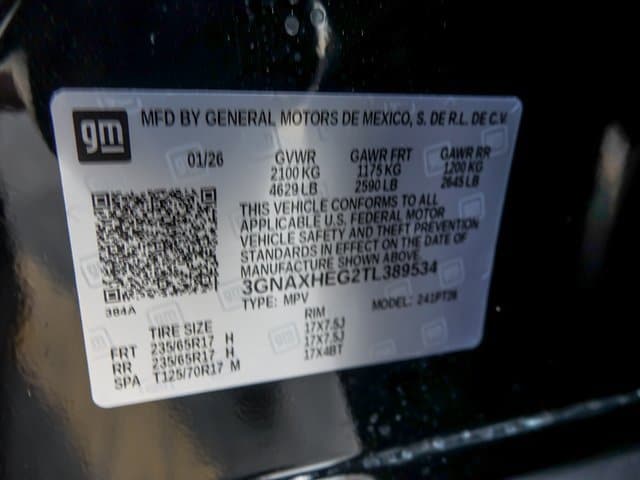 gm
MFD BY GENERAL MOTORS DE MEXICO, S. DE R.L. DE C.V.
01/26 GVWR GAWR FRT GAWR RR
2100 KG 1175 KG 1200 KG
4629 LB 2590 LB 2645 LB
THIS VEHICLE CONFORMS TO ALL
APPLICABLE U.S. FEDERAL MOTOR
VEHICLE SAFETY AND THEFT PREVENTION
STANDARDS IN EFFECT ON THE DATE OF
MANUFACTURE SHOWN ABOVE.
3GNAXHEG2TL389534
TYPE: MPV MODEL: 241PT26
384A
TIRE SIZE RIM
FRT 235/65R17 H 17X7.5J
RR 235/65R17 H 17X7.5J
SPA T125/70R17 M 17X4BT